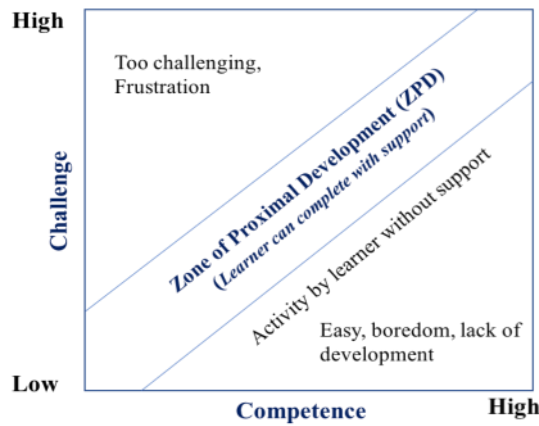 High
Too challenging,
Frustration
Challenge
Zone of Proximal Development (ZPD)
(Learner can complete with support)
Activity by learner without support
Easy, boredom, lack of
development
Low
High
Competence